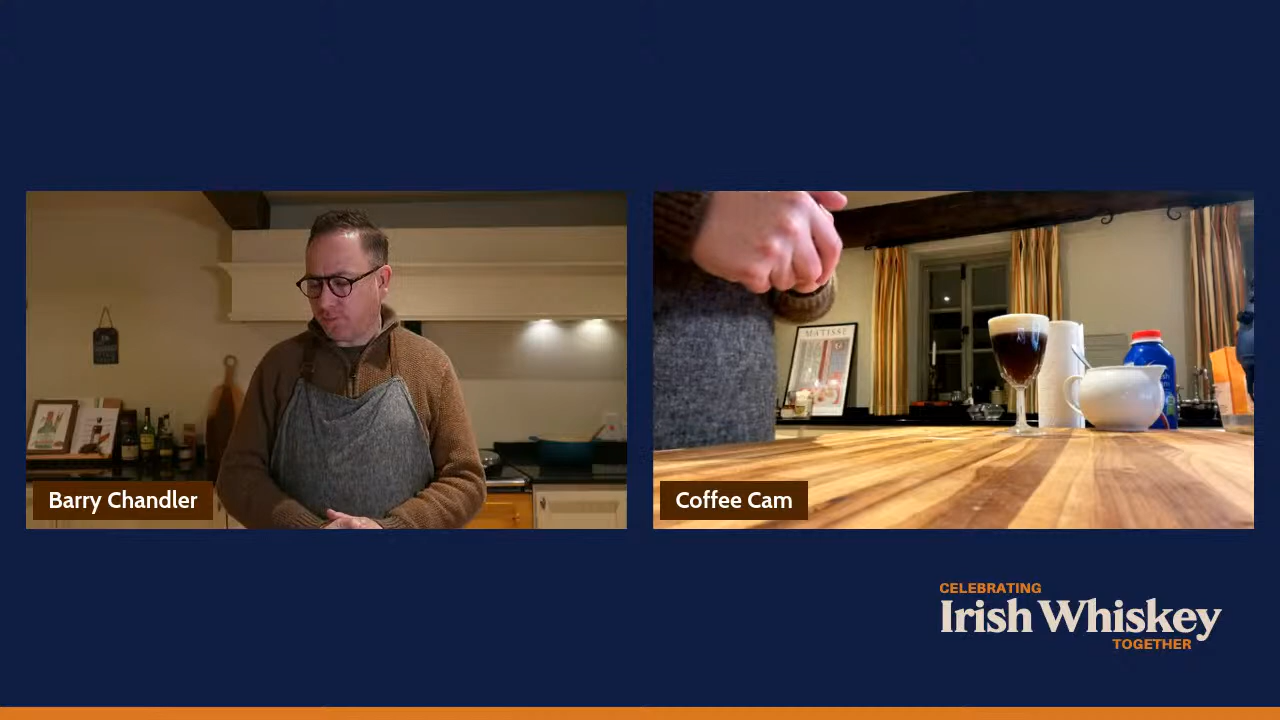 MATISSE
Barry Chandler
Coffee Cam
CELEBRATING
Irish Whiskey
TOGETHER